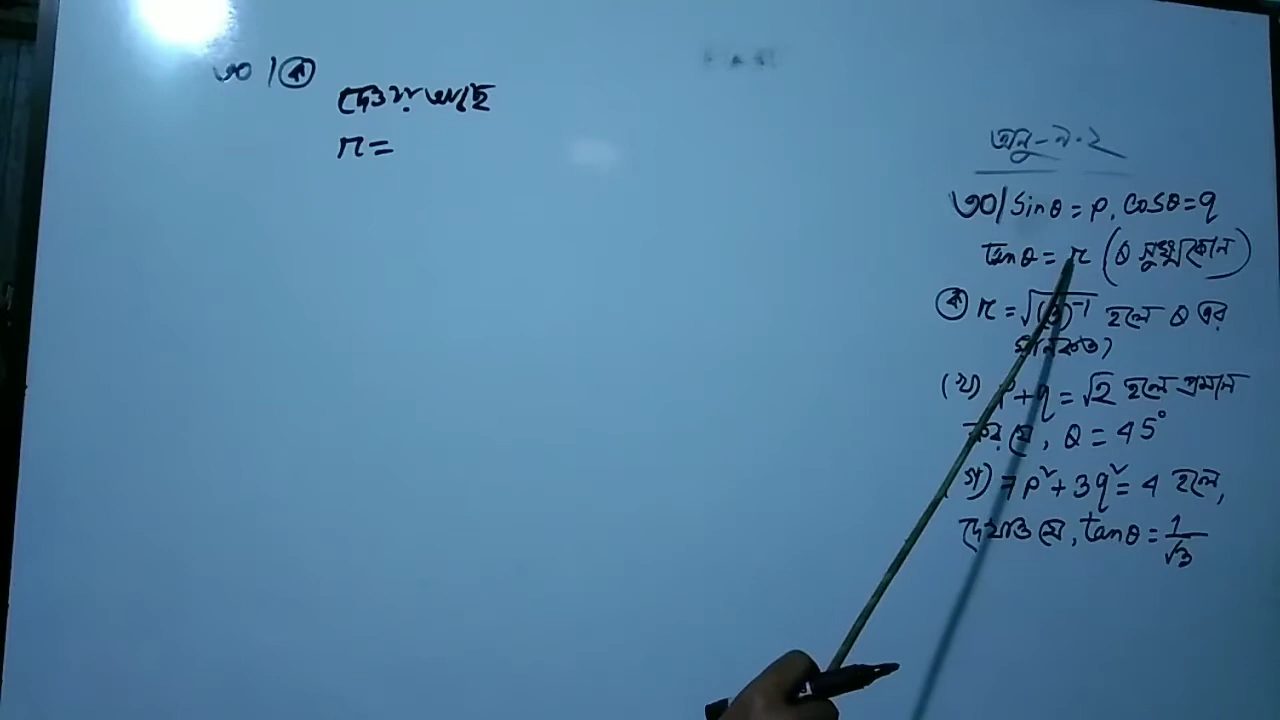 ৩০। ক
দেওয়া আছে
r =
অনু-৯.২
৩০। sinθ = p, cosθ = q
tanθ = r (θ সূক্ষ্মকোণ)
ক r = √(3)⁻¹ হলে θ এর
মান কত?
(খ) p + q = √2 হলে প্রমান
কর যে, θ = 45°
(গ) 7p² + 3q² = 4 হলে,
দেখাও যে, tanθ = 1/√3